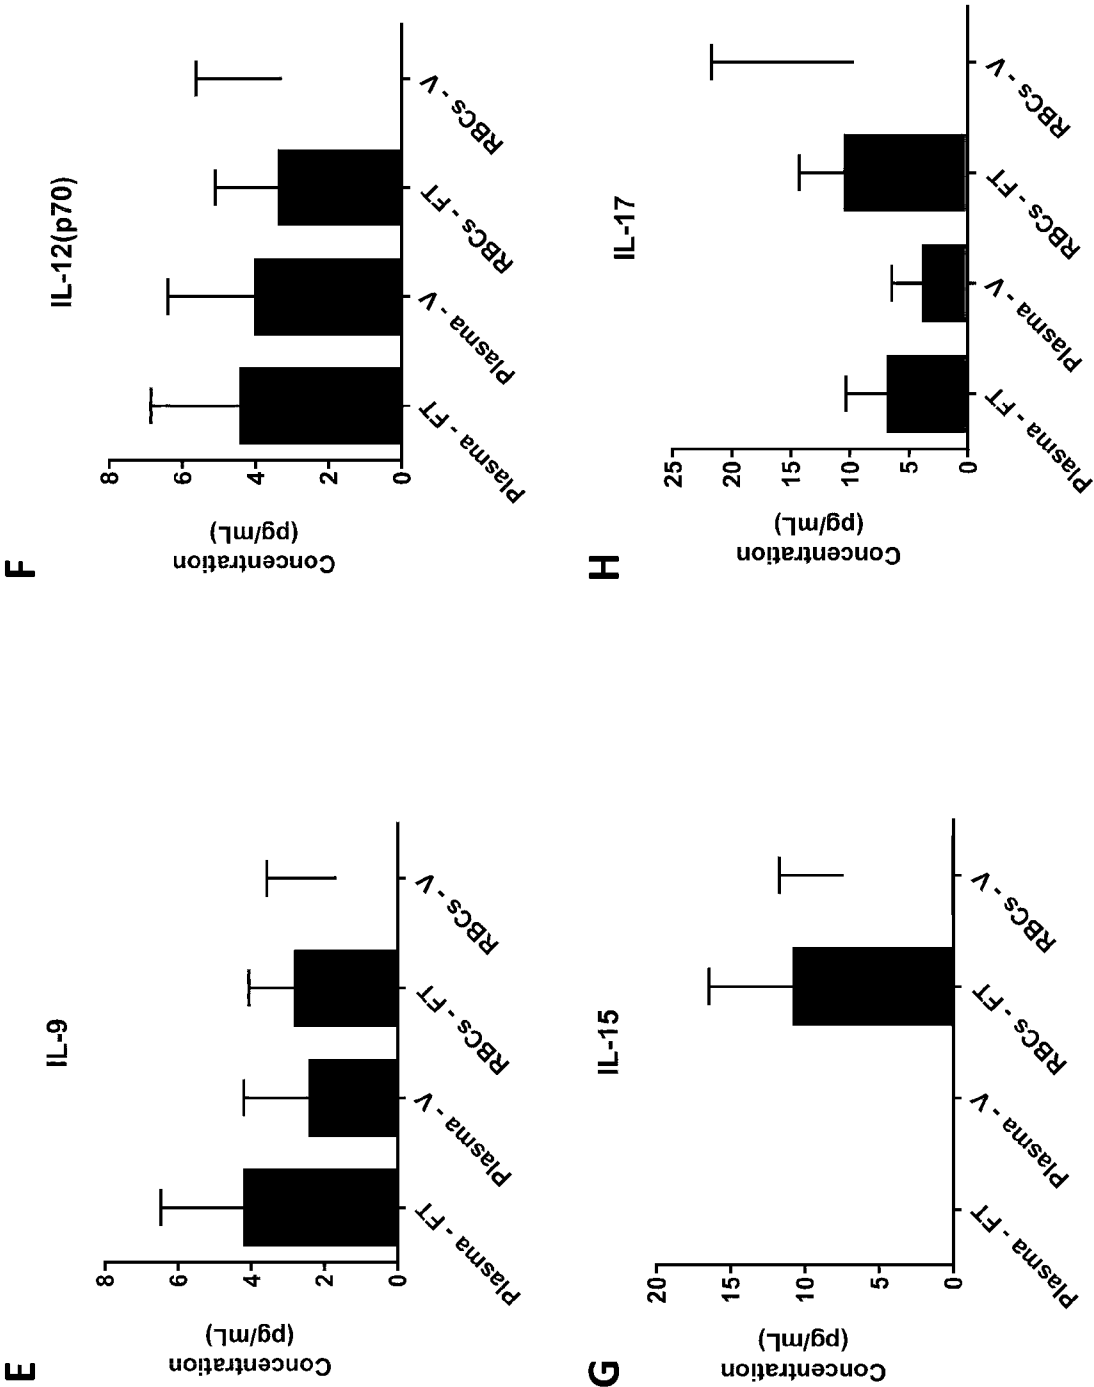 E
IL-9
Concentration
(pg/mL)
8
6
4
2
0
Plasma - FT
Plasma - V
RBCs - FT
RBCs - V
F
IL-12(p70)
Concentration
(pg/mL)
8
6
4
2
0
Plasma - FT
Plasma - V
RBCs - FT
RBCs - V
G
IL-15
Concentration
(pg/mL)
20
15
10
5
0
Plasma - FT
Plasma - V
RBCs - FT
RBCs - V
H
IL-17
Concentration
(pg/mL)
25
20
15
10
5
0
Plasma - FT
Plasma - V
RBCs - FT
RBCs - V